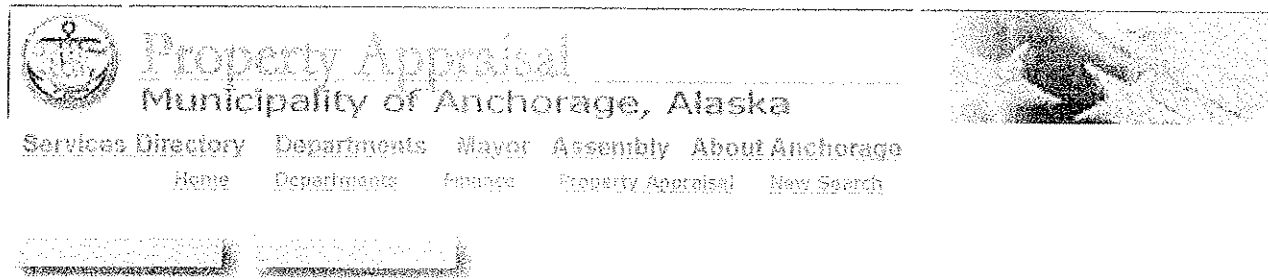 Property Appraisal
Municipality of Anchorage, Alaska
Services Directory Departments Mayor Assembly About Anchorage
Home Departments Finance Property Appraisal New Search